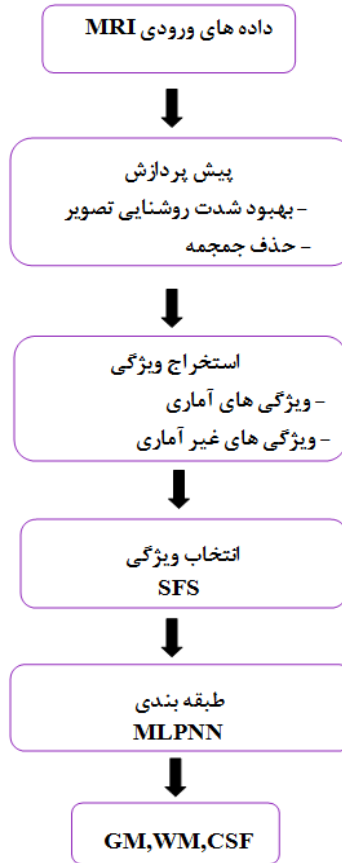 داده های ورودی MRI
پیش پردازش
- بهبود شدت روشنایی تصویر
- حذف جمجمه
استخراج ویژگی
- ویژگی های آماری
- ویژگی های غیر آماری
انتخاب ویژگی
SFS
طبقه بندی
MLPNN
GM,WM,CSF